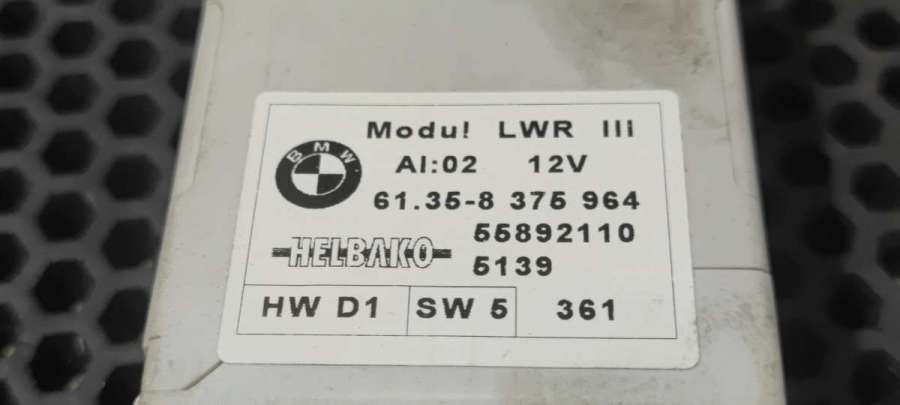 Modul LWR III
BMW
AI:02 12V
61.35-8 375 964
HELBAKO
55892110
5139
HW D1 SW 5 361